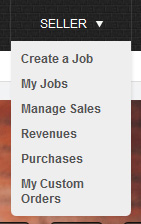 SELLER ▼
Create a Job
My Jobs
Manage Sales
Revenues
Purchases
My Custom
Orders